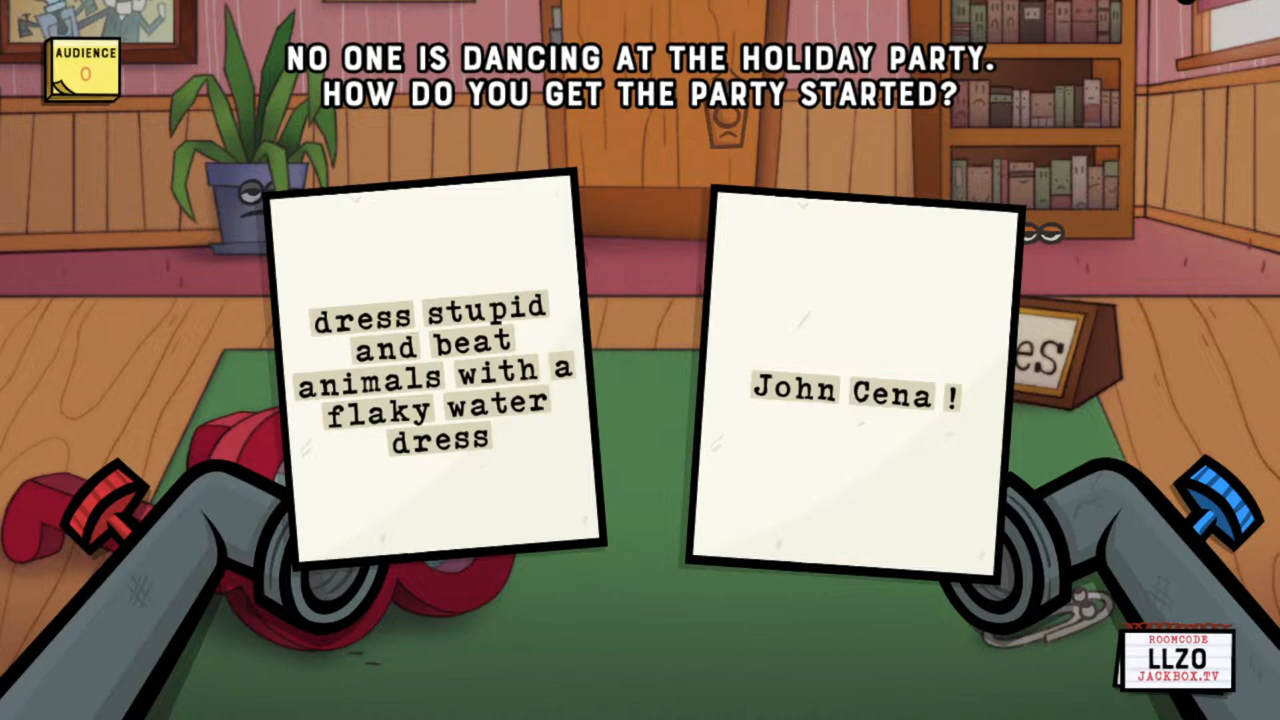 AUDIENCE
0
NO ONE IS DANCING AT THE HOLIDAY PARTY.
HOW DO YOU GET THE PARTY STARTED?
dress stupid
and beat
animals with a
flaky water
dress
John Cena !
es
ROOMCODE
LLZO
JACKBOX.TV